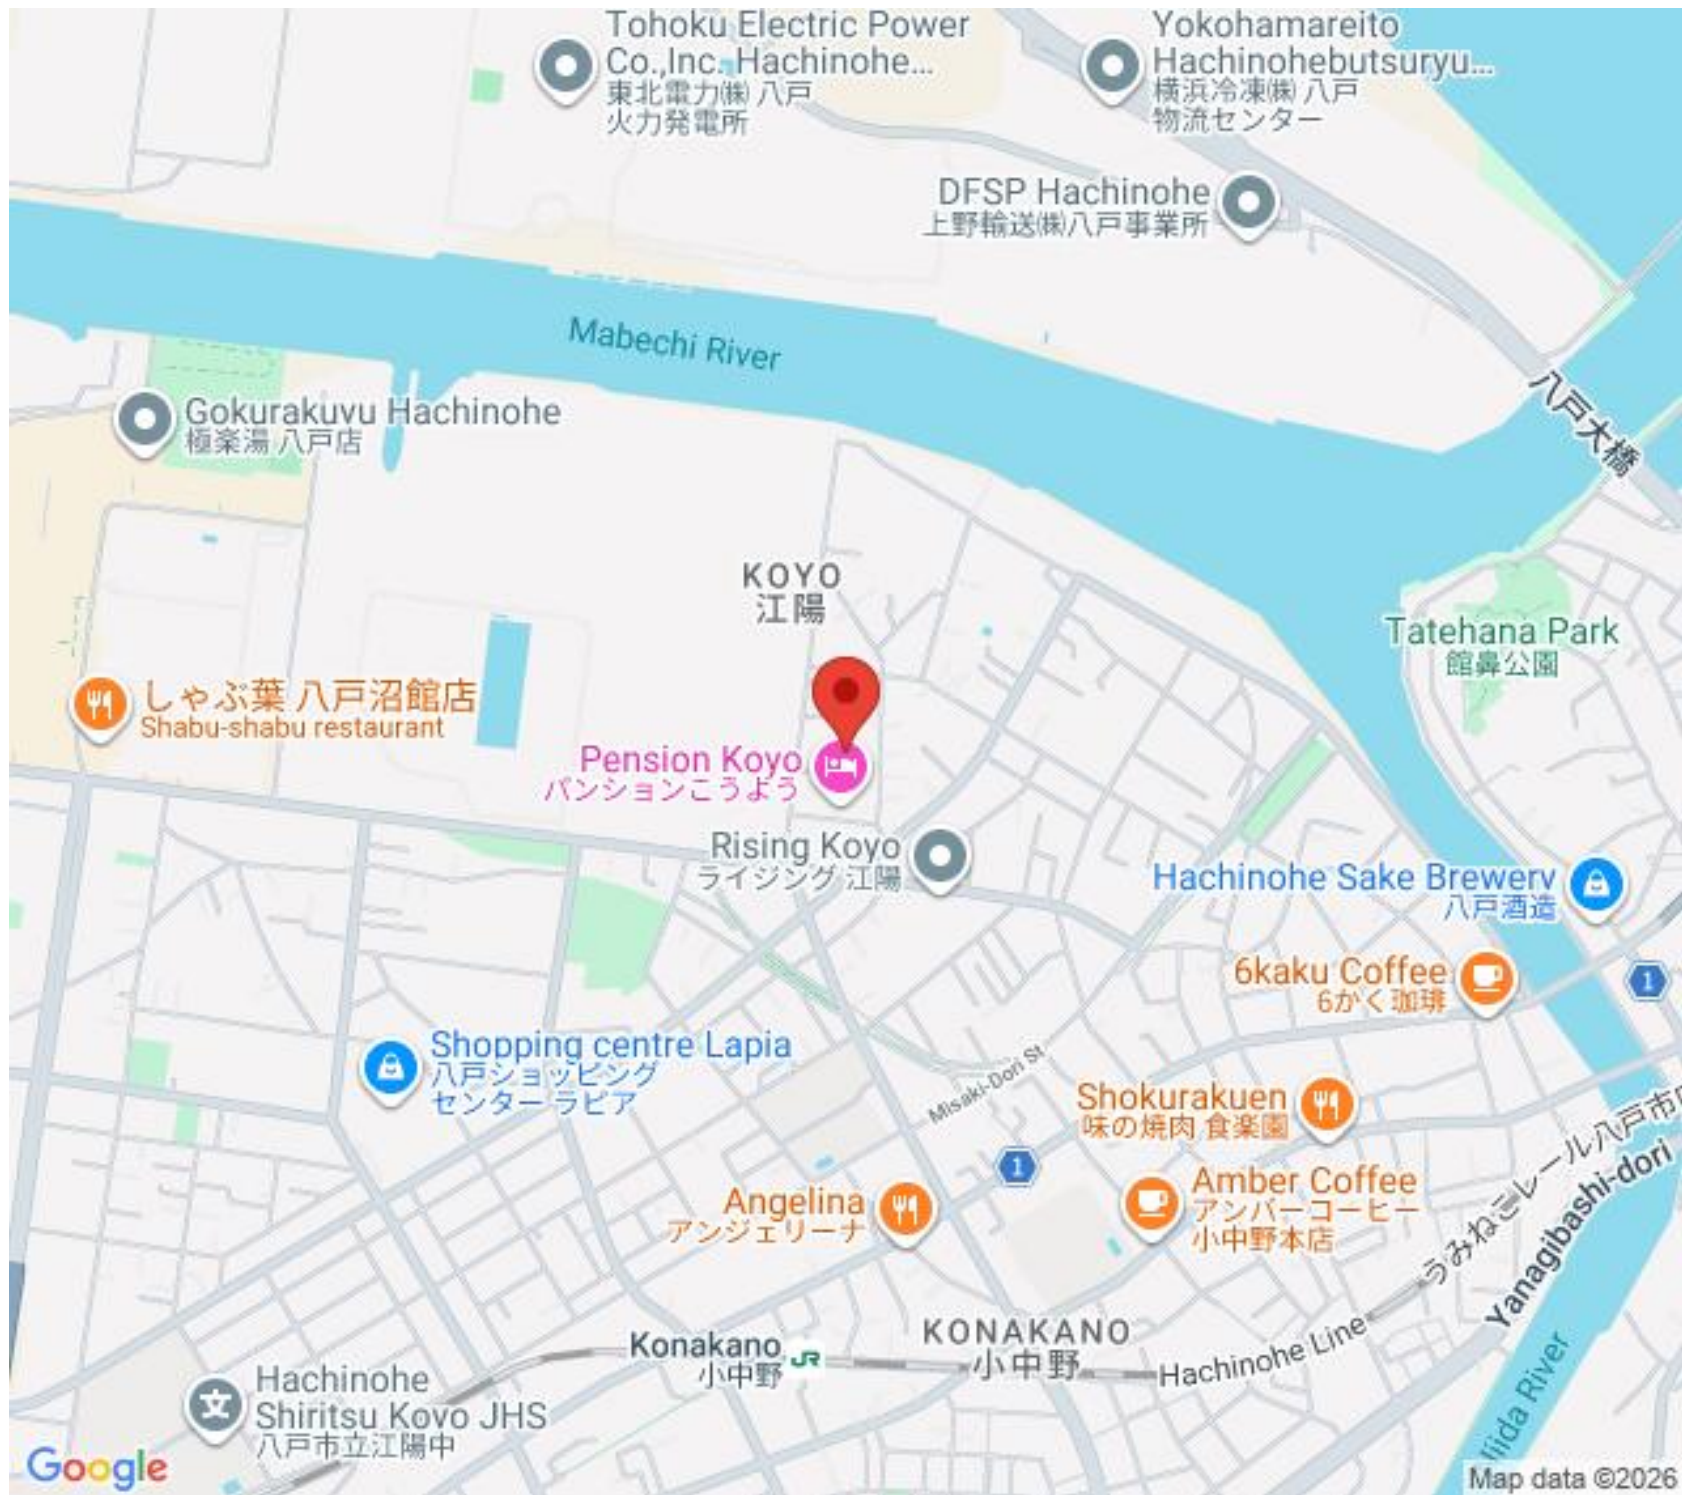 Tohoku Electric Power
Co.,Inc. Hachinohe...
東北電力㈱ 八戸
火力発電所
Yokohamareito
Hachinohebutsuryu...
横浜冷凍㈱ 八戸
物流センター
DFSP Hachinohe
上野輸送㈱八戸事業所
Mabechi River
八戸大橋
Gokurakuyu Hachinohe
極楽湯 八戸店
KOYO
江陽
Tatehana Park
館鼻公園
しゃぶ葉 八戸沼館店
Shabu-shabu restaurant
Pension Koyo
パンションこうよう
Rising Koyo
ライジング 江陽
Hachinohe Sake Brewery
八戸酒造
6kaku Coffee
6かく珈琲
1
Shopping centre Lapia
八戸ショッピング
センター ラピア
Misaki-Dori St
Shokurakuen
味の焼肉 食楽園
1
Angelina
アンジェリーナ
Amber Coffee
アンバーコーヒー
小中野本店
うみねこレール八戸市
Yanagibashi-dori
Konakano
小中野
JR
KONAKANO
小中野
Hachinohe Line
Hachinohe
Shiritsu Koyo JHS
八戸市立江陽中
文
Niida River
Google
Map data ©2026